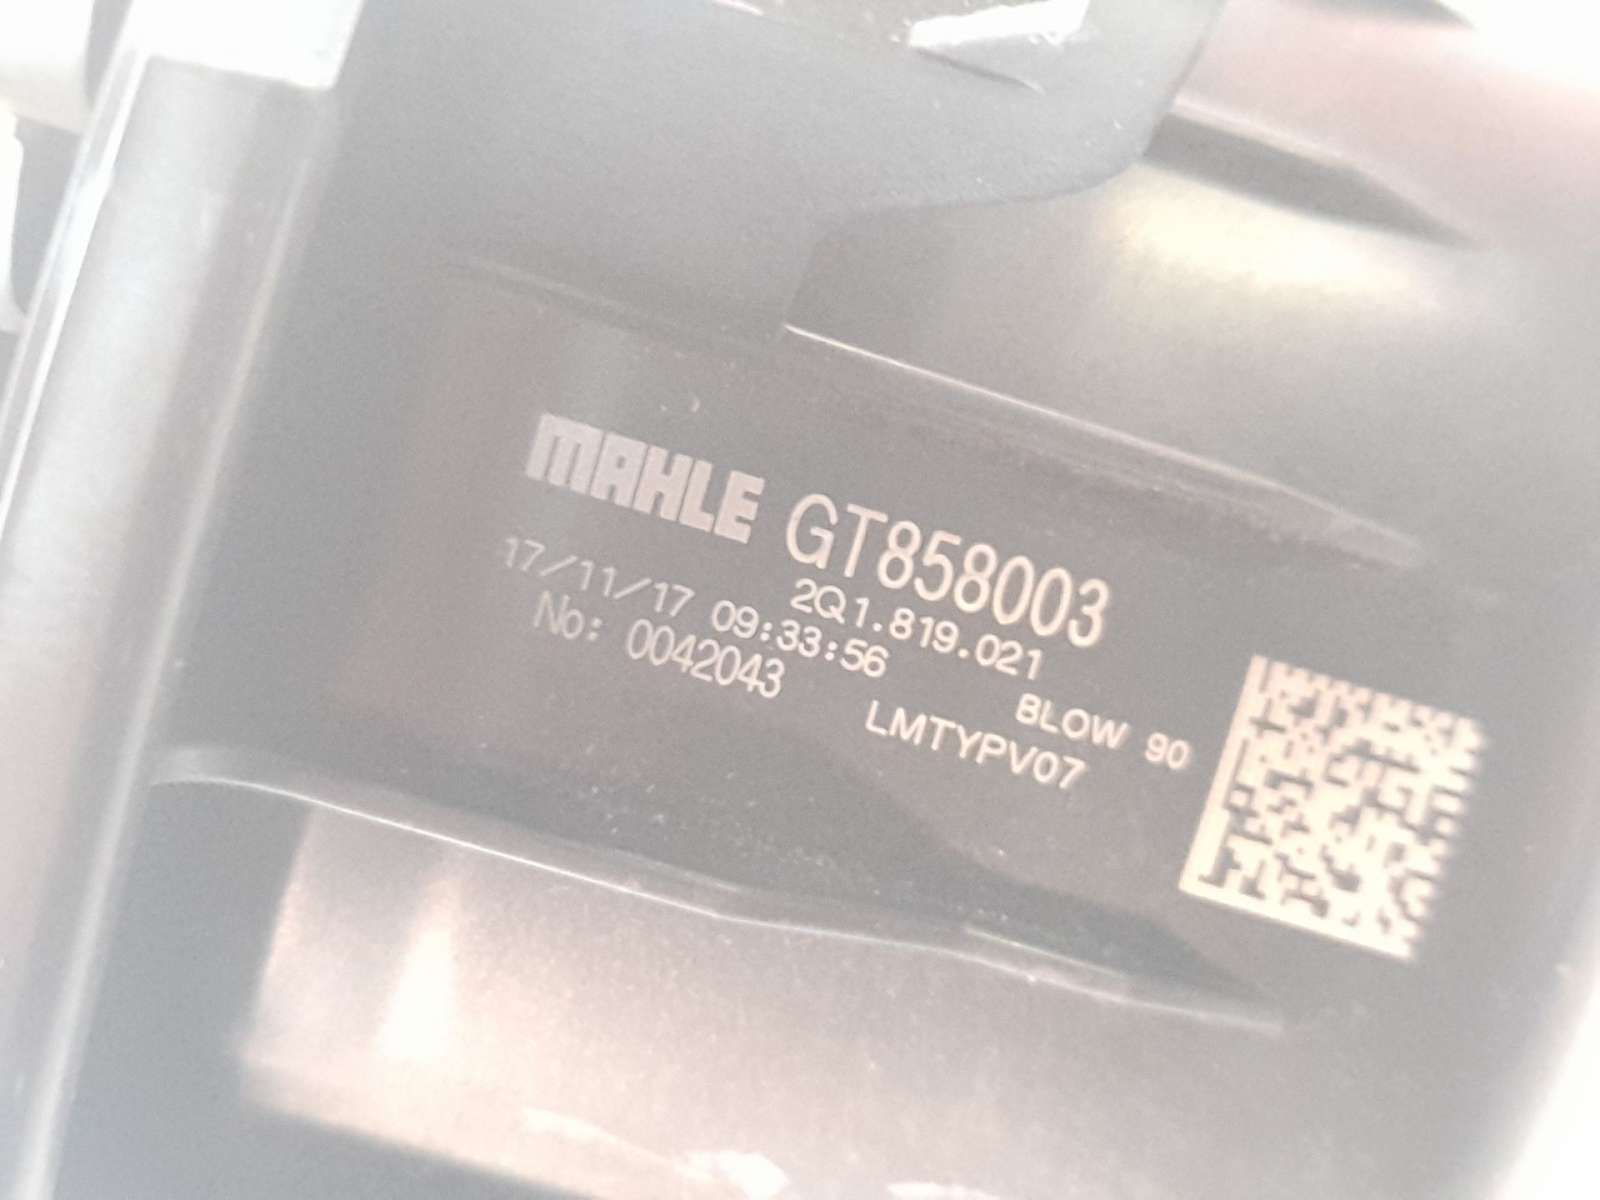 MAHLE GT858003
2Q1.819.021
17/11/17 09:33:56
No: 0042043
BLOW 90
LMTYPV07